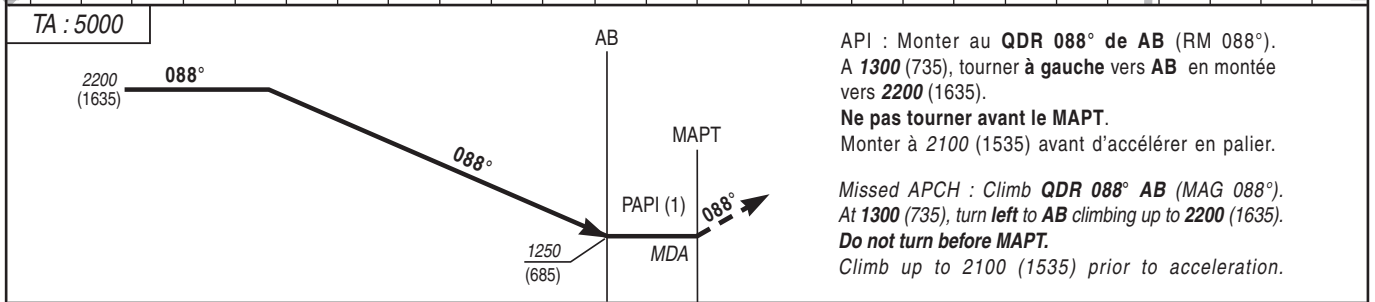 TA : 5000
AB
2200
(1635)
088°
088°
MAPT
PAPI (1)
088°
1250
(685)
MDA
API : Monter au QDR 088° de AB (RM 088°).
A 1300 (735), tourner à gauche vers AB en montée
vers 2200 (1635).
Ne pas tourner avant le MAPT.
Monter à 2100 (1535) avant d'accélérer en palier.
Missed APCH : Climb QDR 088° AB (MAG 088°).
At 1300 (735), turn left to AB climbing up to 2200 (1635).
Do not turn before MAPT.
Climb up to 2100 (1535) prior to acceleration.